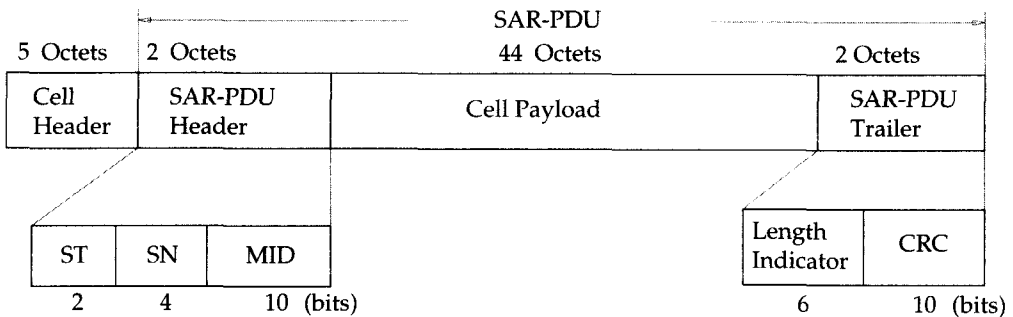 SAR-PDU
5 Octets 2 Octets 44 Octets 2 Octets
Cell Header
SAR-PDU Header
Cell Payload
SAR-PDU Trailer
ST SN MID
2 4 10 (bits)
Length Indicator
CRC
6 10 (bits)